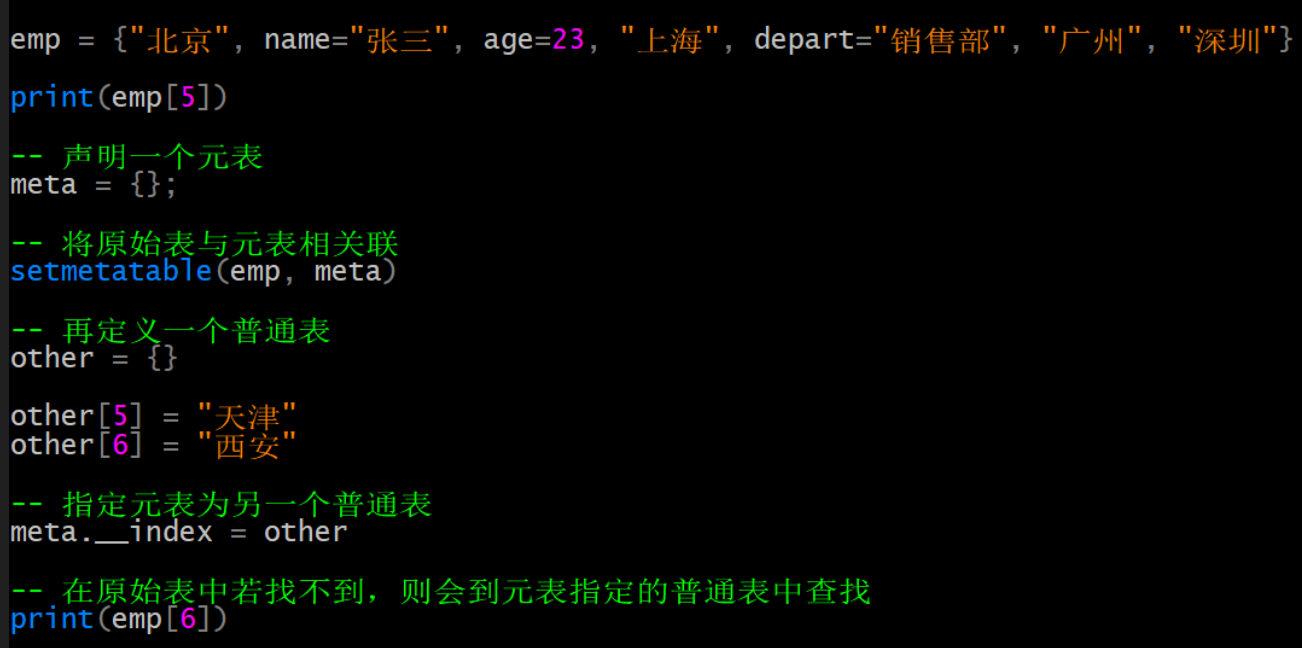 emp = {"北京", name="张三", age=23, "上海", depart="销售部", "广州", "深圳"}
print(emp[5])
-- 声明一个元表
meta = {};
-- 将原始表与元表相关联
setmetatable(emp, meta)
-- 再定义一个普通表
other = {}
other[5] = "天津"
other[6] = "西安"
-- 指定元表为另一个普通表
meta.__index = other
-- 在原始表中若找不到，则会到元表指定的普通表中查找
print(emp[6])